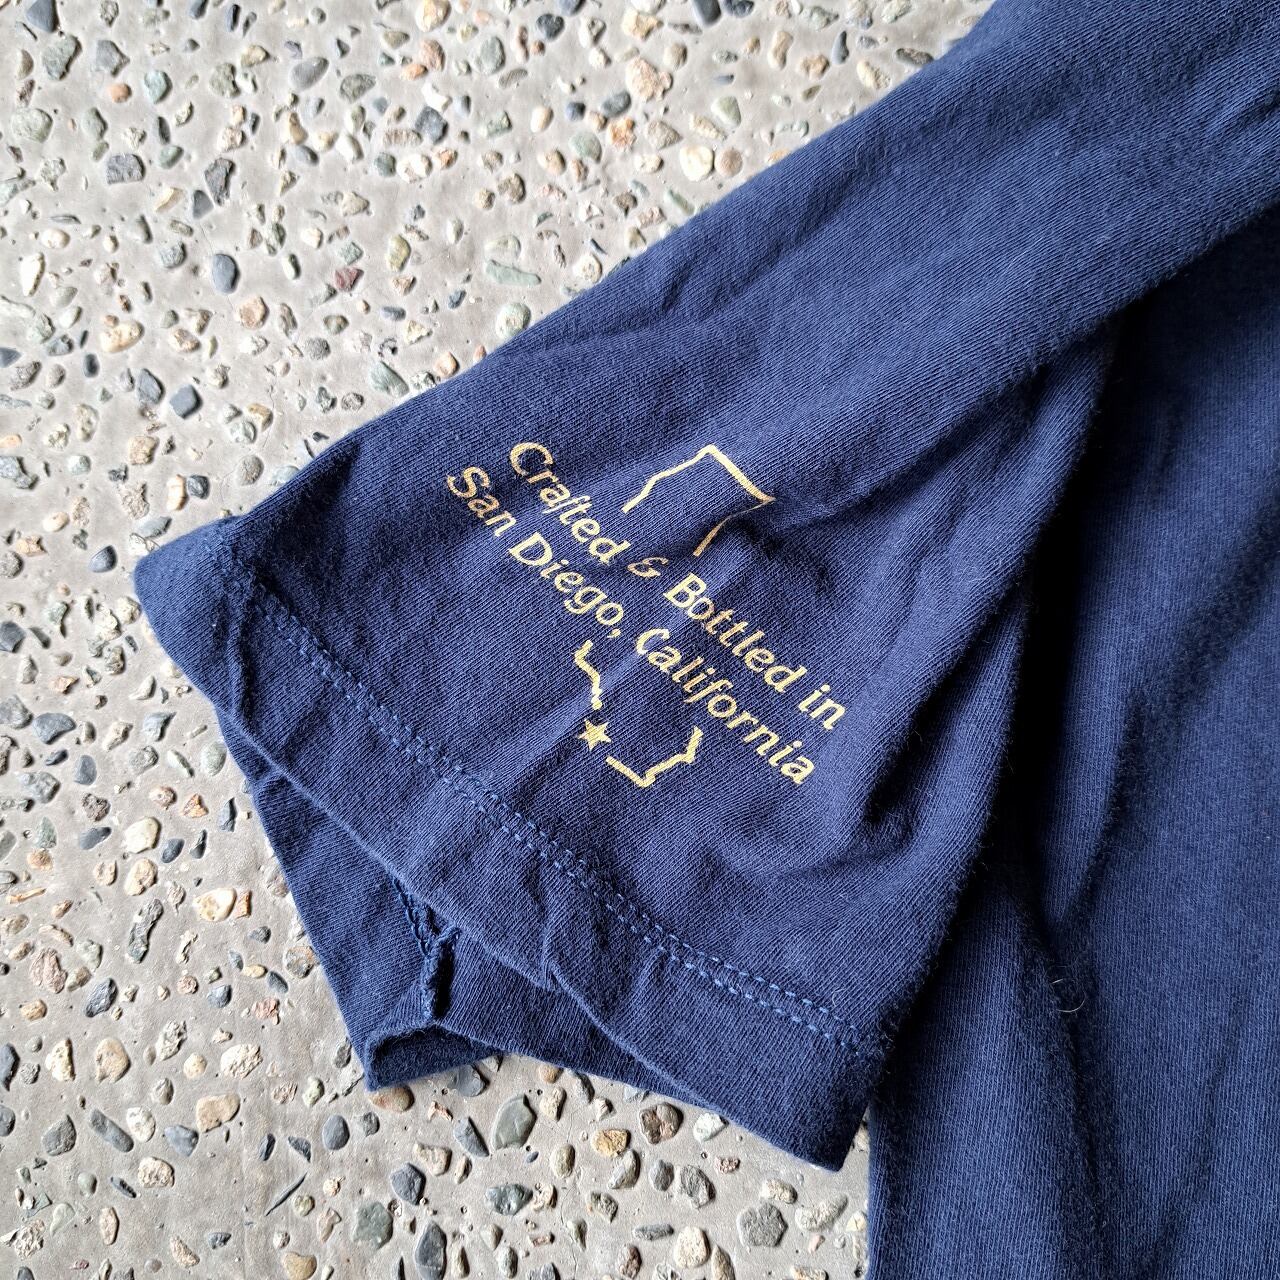 Crafted & Bottled in
San Diego, California